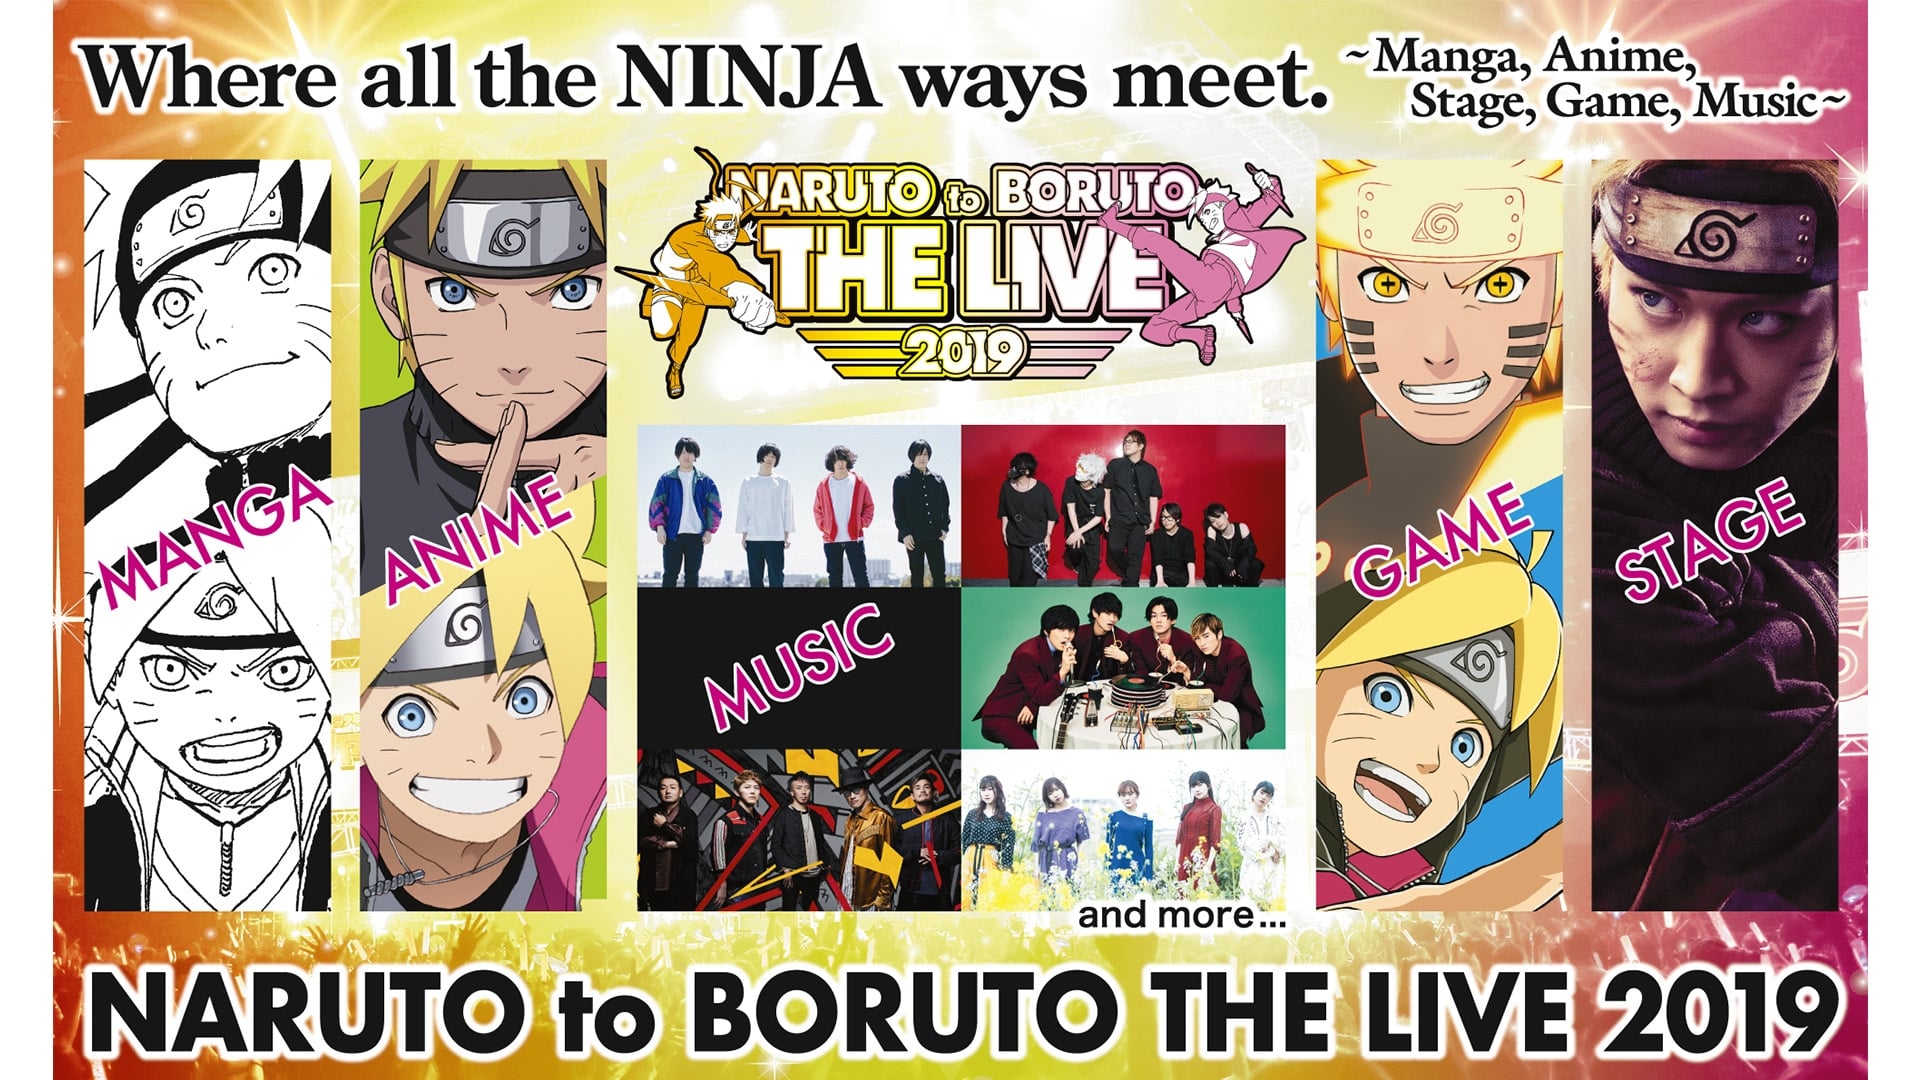 Where all the NINJA ways meet.
~Manga, Anime,
Stage, Game, Music~
NARUTO to BORUTO
THE LIVE
2019
MANGA
ANIME
MUSIC
GAME
STAGE
and more...
NARUTO to BORUTO THE LIVE 2019